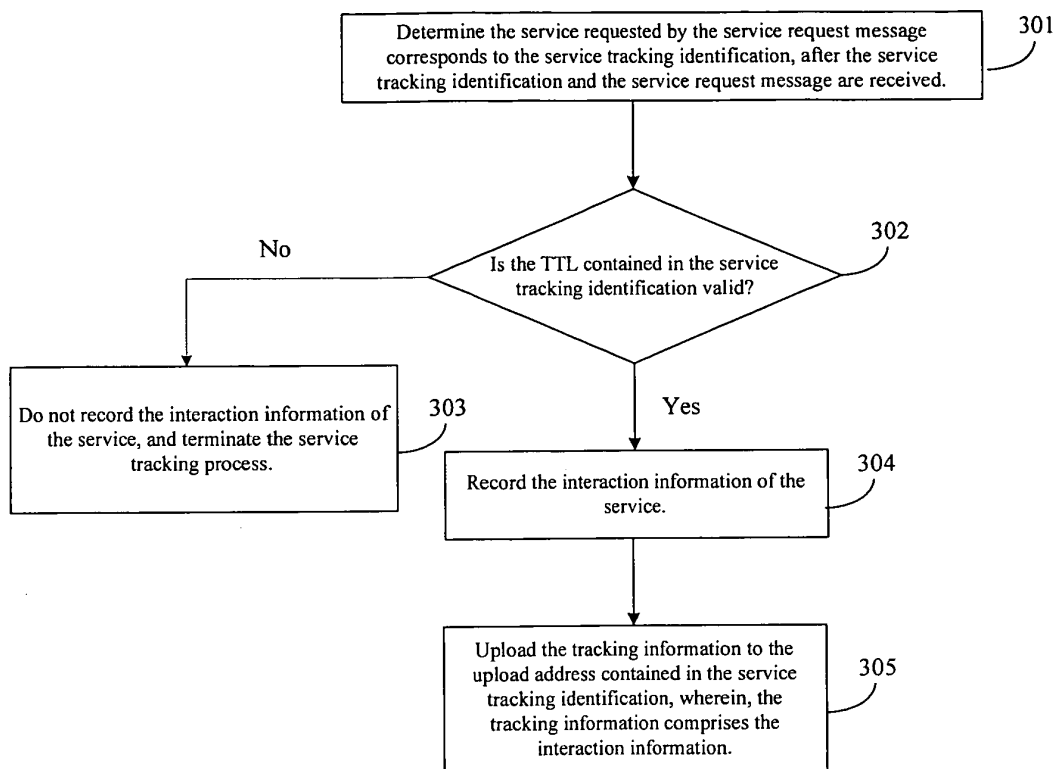 Determine the service requested by the service request message
corresponds to the service tracking identification, after the service
tracking identification and the service request message are received.
301
302
Is the TTL contained in the service
tracking identification valid?
No
Yes
Do not record the interaction information of
the service, and terminate the service
tracking process.
303
304
Record the interaction information of the
service.
Upload the tracking information to the
upload address contained in the service
tracking identification, wherein, the
tracking information comprises the
interaction information.
305